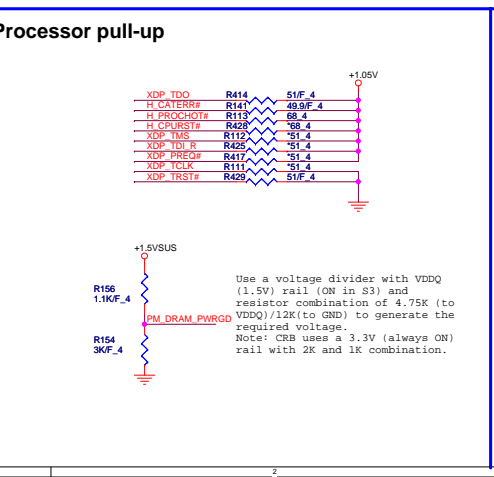 Processor pull-up
+1.05V
XDP_TDO R414 51/F_4
H_CATERR# R141 49.9/F_4
H_PROCHOT# R113 68_4
H_CPURST# R428 *68_4
XDP_TMS R112 *51_4
XDP_TDI_R R425 *51_4
XDP_PREQ# R417 *51_4
XDP_TCLK R111 *51_4
XDP_TRST# R429 51/F_4
+1.5VSUS
R156
1.1K/F_4
PM_DRAM_PWRGD
R154
3K/F_4
Use a voltage divider with VDDQ
(1.5V) rail (ON in S3) and
resistor combination of 4.75K (to
VDDQ)/12K(to GND) to generate the
required voltage.
Note: CRB uses a 3.3V (always ON)
rail with 2K and 1K combination.
2